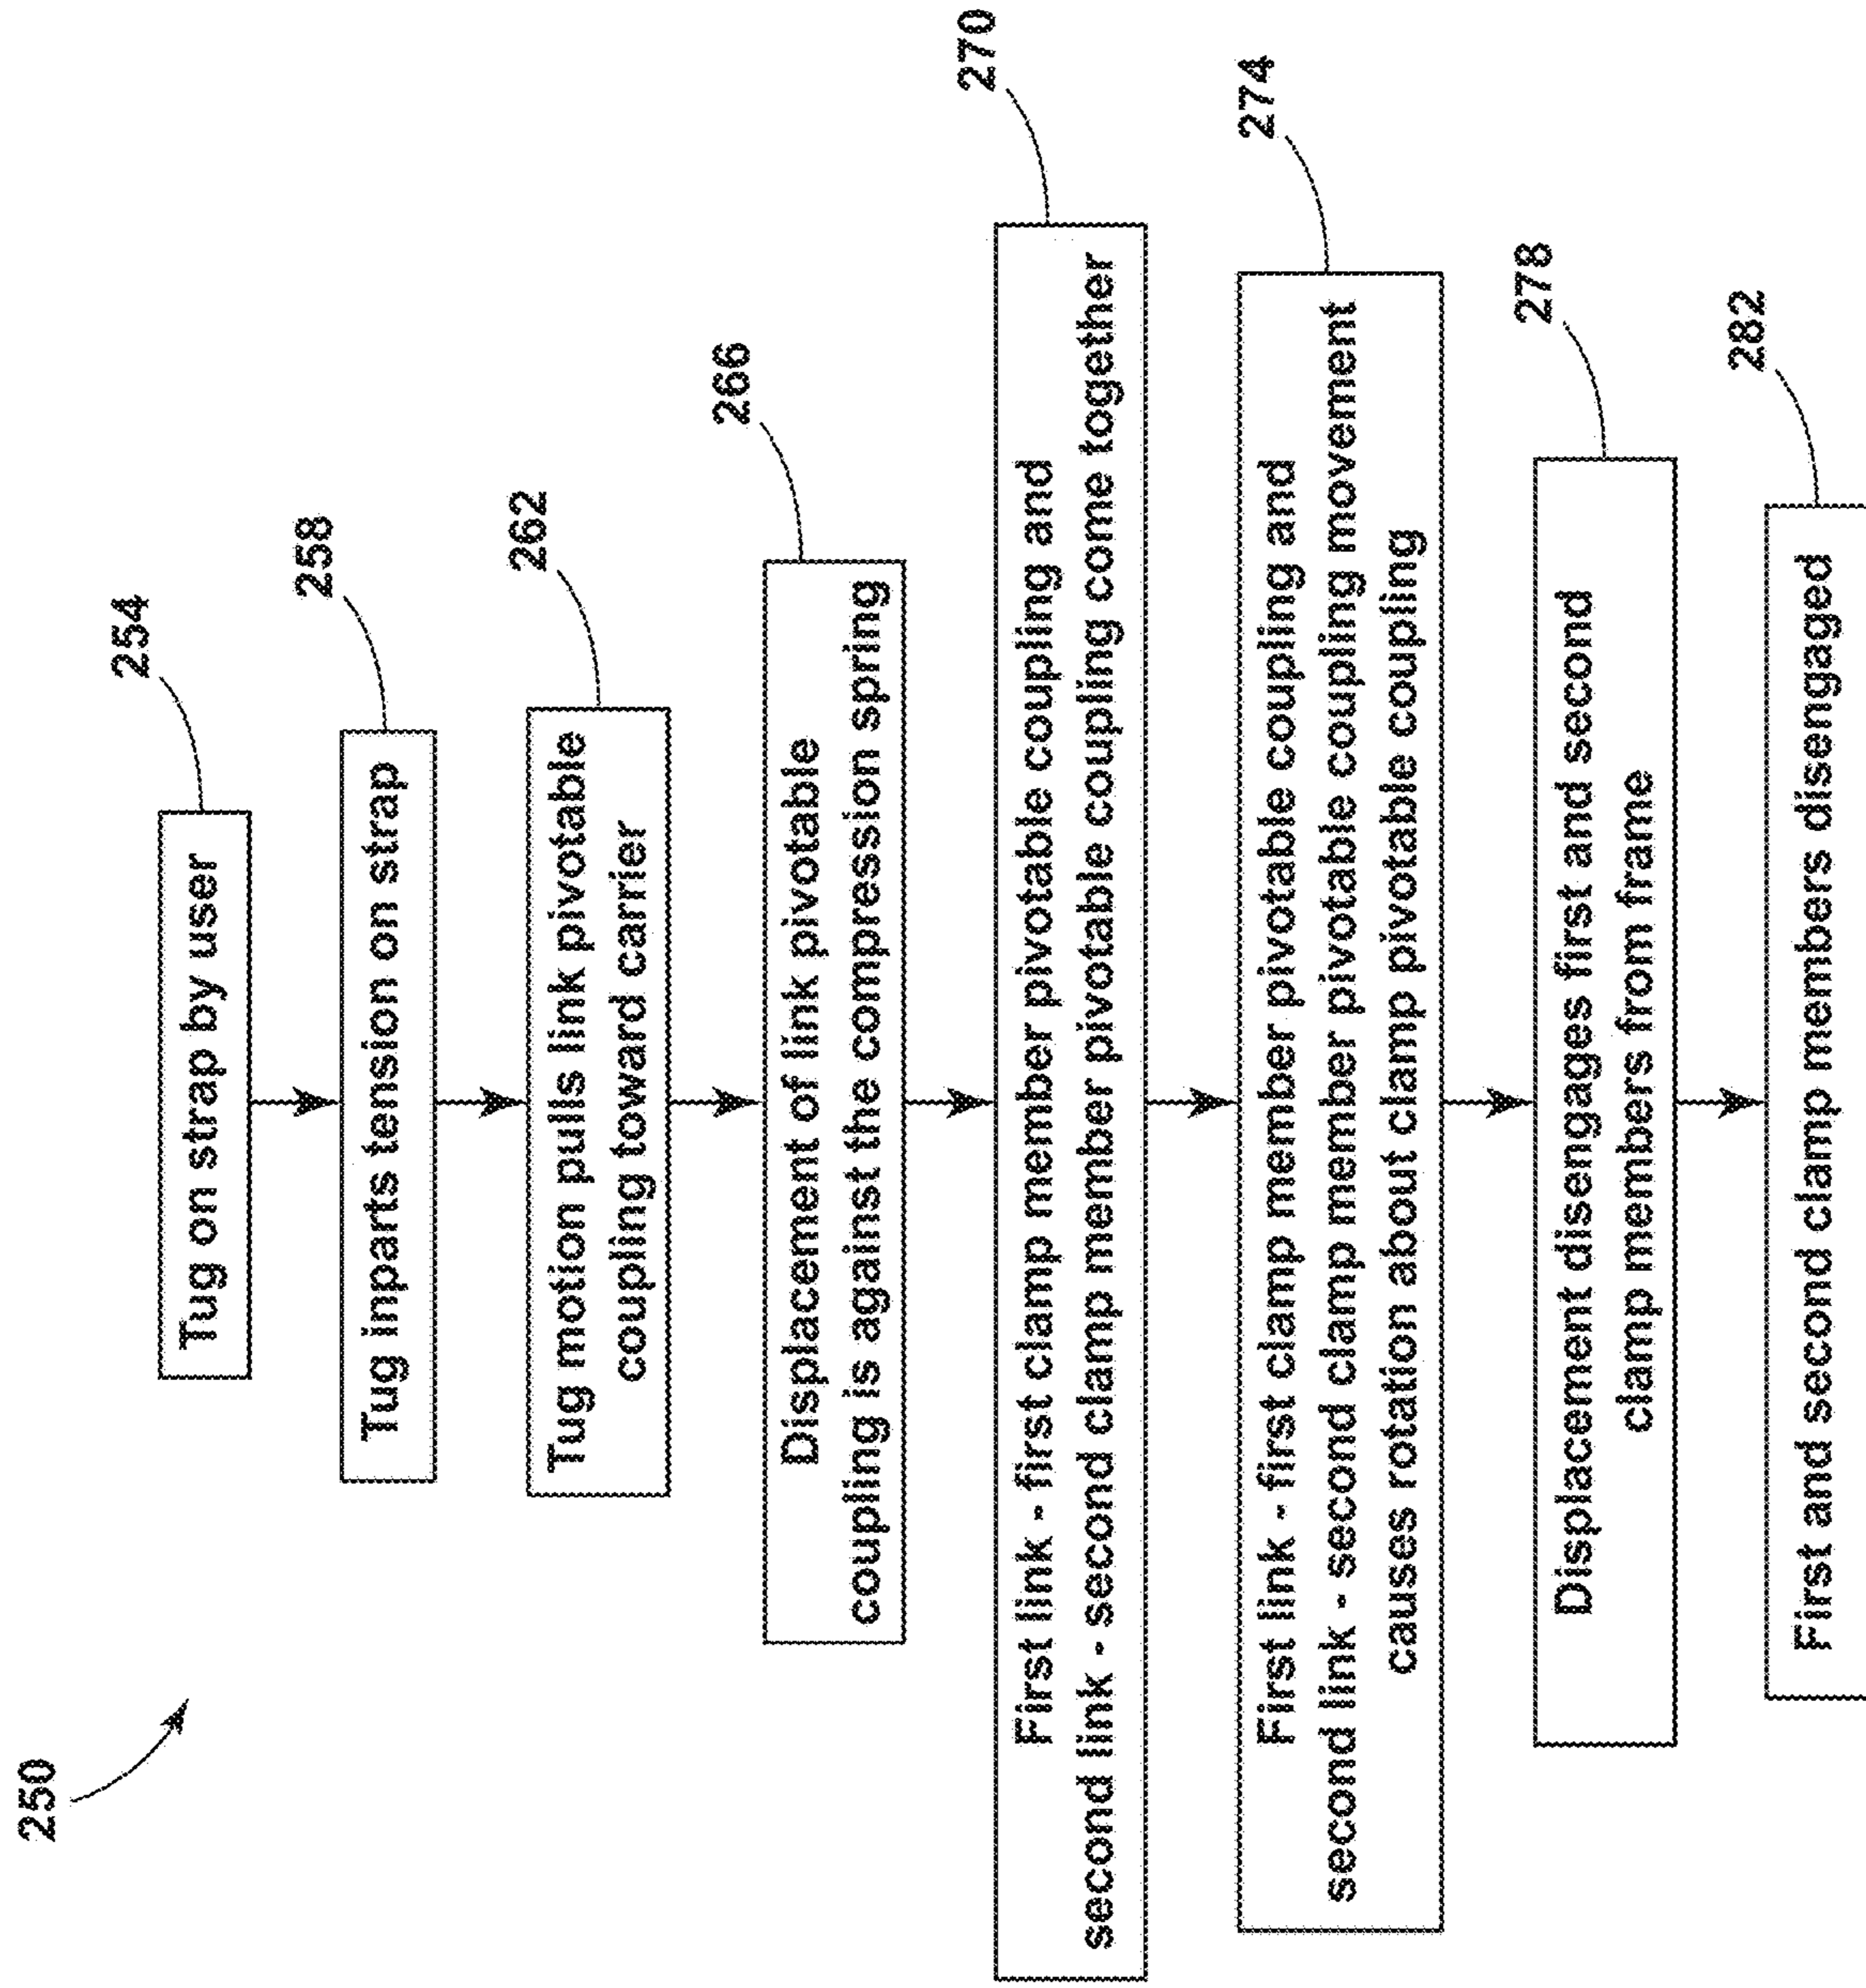 250
254
Tug on strap by user
258
Tug inparts tension on strap
262
Tug motion pulls link pivotable
coupling toward carrier
266
Displacement of link pivotable
coupling is against the compression spring
270
First link - first clamp member pivotable coupling and
second link - second clamp member pivotable coupling come together
274
First link - first clamp member pivotable coupling and
second link - second clamp member pivotable coupling movement
causes rotation about clamp pivotable coupling
278
Displacement disengages first and second
clamp members from frame
282
First and second clamp members disengaged